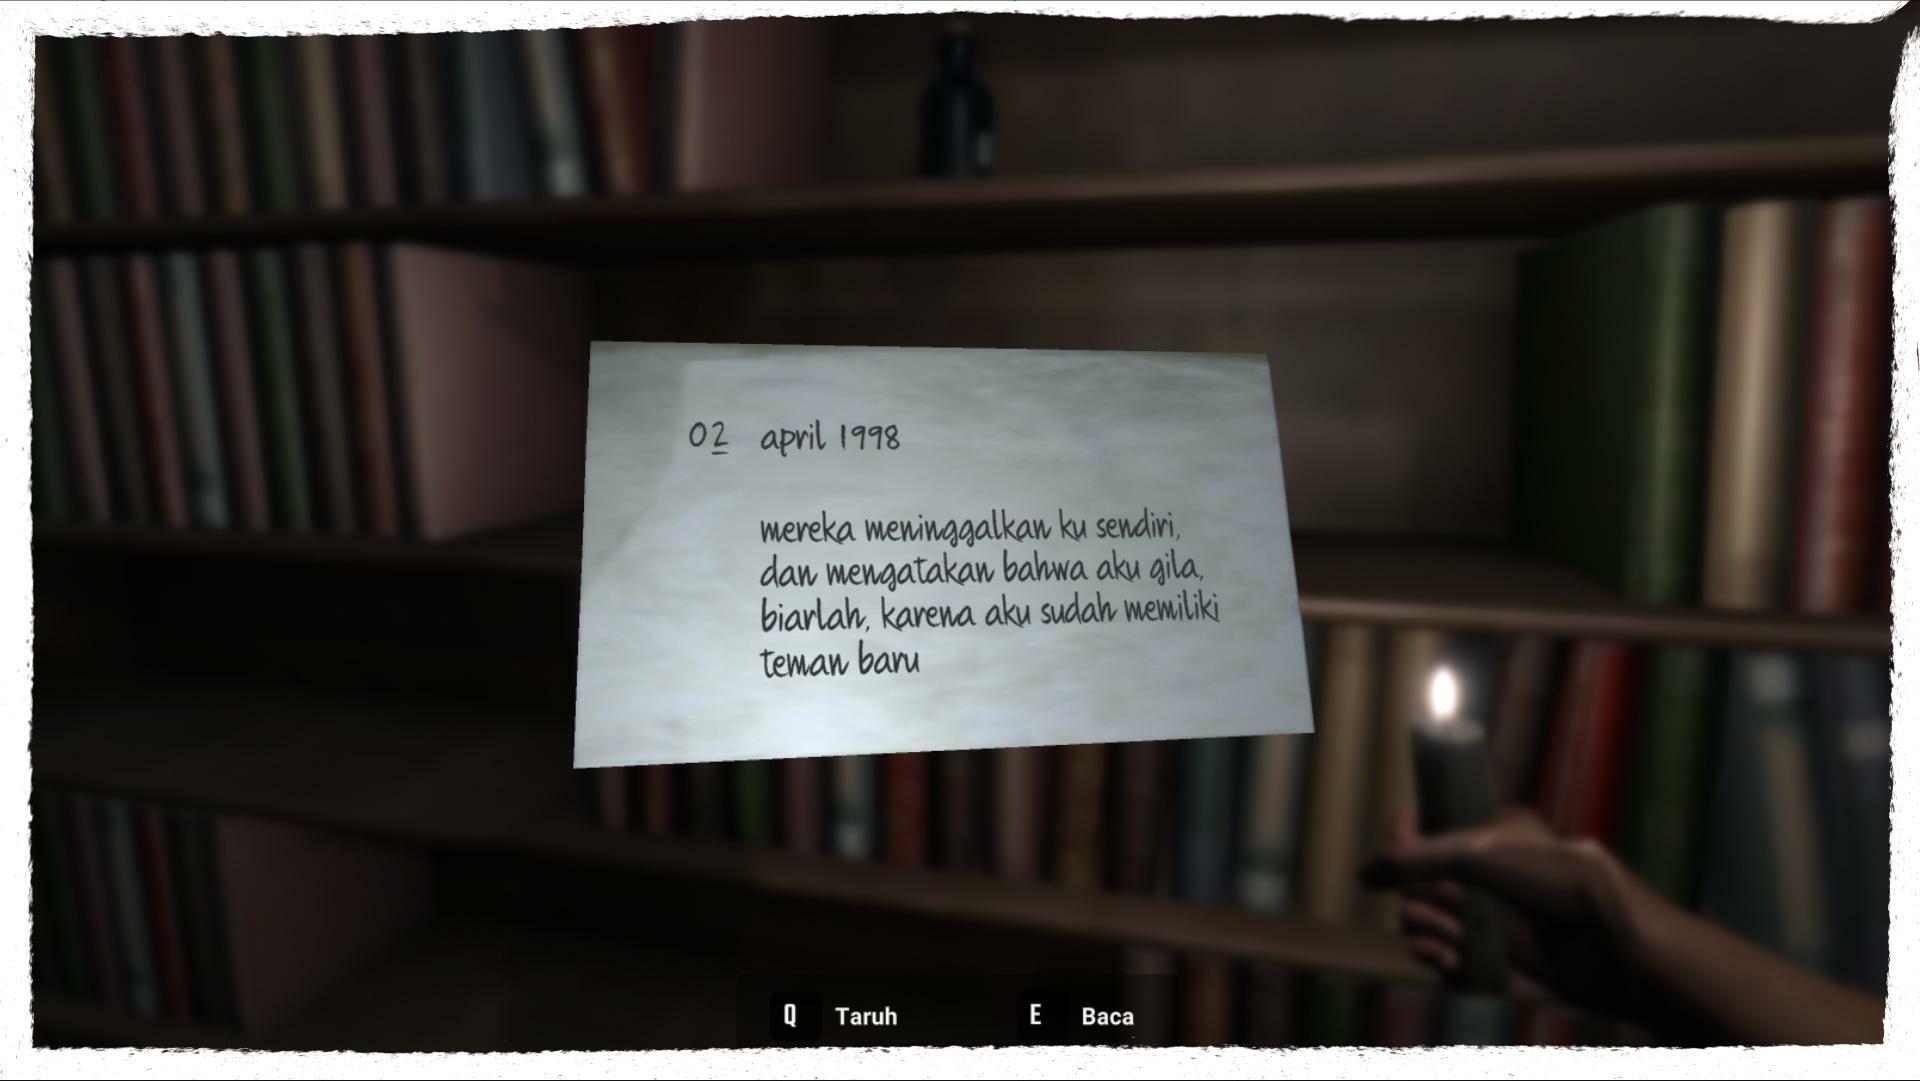 02 april 1998
mereka meninggalkan ku sendiri,
dan mengatakan bahwa aku gila,
biarlah, karena aku sudah memiliki
teman baru
Q Taruh E Baca